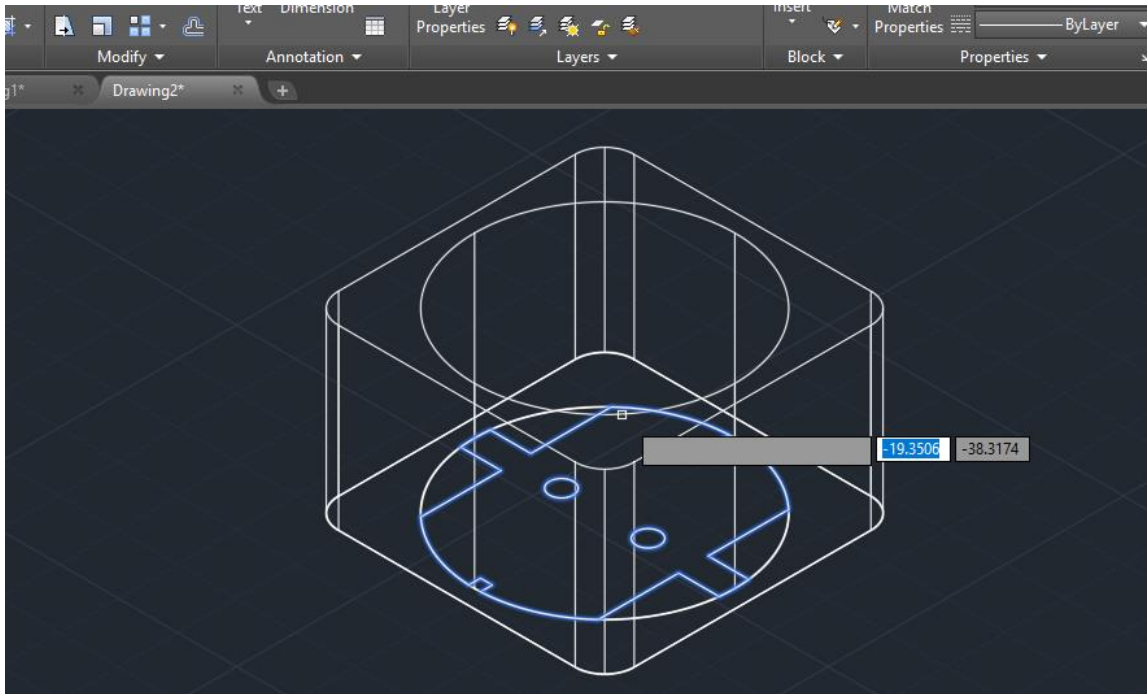 Text Dimension
Layer
Properties
Insert
Match
Properties
ByLayer
Modify
Annotation
Layers
Block
Properties
g1*
Drawing2*
-19.3506
-38.3174